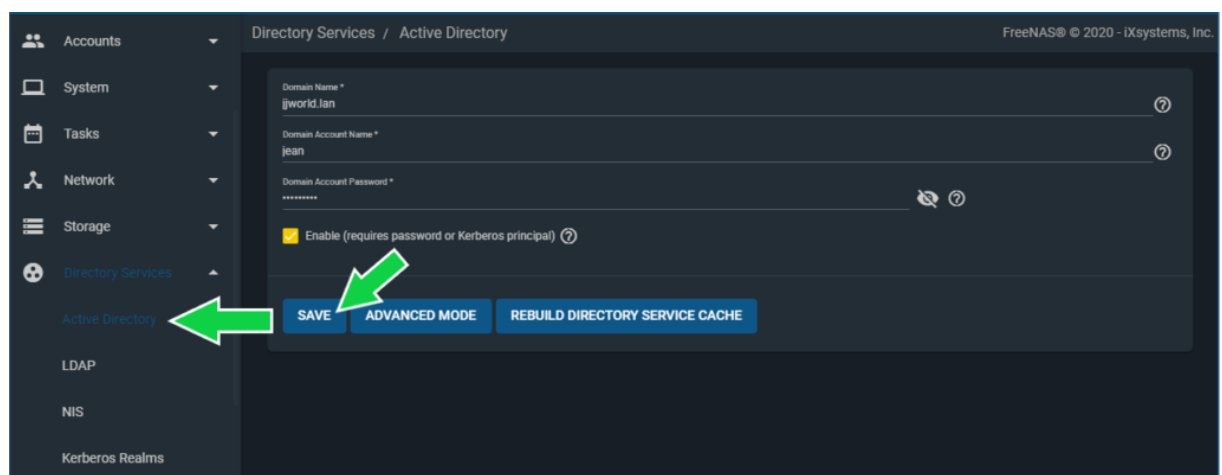 Accounts
System
Tasks
Network
Storage
Directory Services
Active Directory
LDAP
NIS
Kerberos Realms
Directory Services / Active Directory
FreeNAS® © 2020 - iXsystems, Inc.
Domain Name *
jjworld.lan
Domain Account Name *
jean
Domain Account Password *
•••••••••
Enable (requires password or Kerberos principal)
SAVE ADVANCED MODE REBUILD DIRECTORY SERVICE CACHE